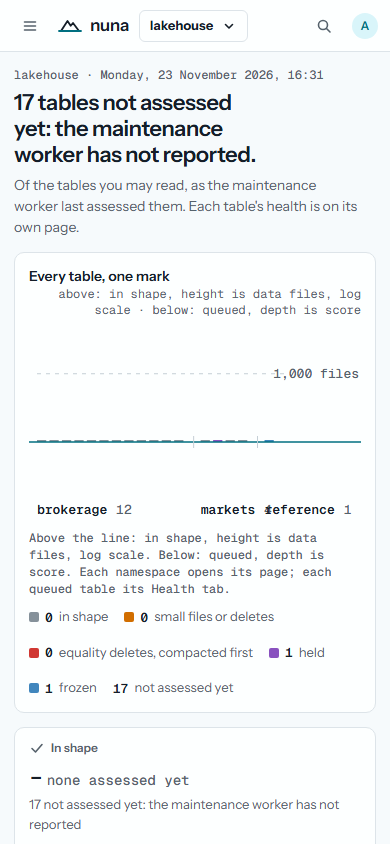 nuna
lakehouse
A
lakehouse · Monday, 23 November 2026, 16:31
17 tables not assessed
yet: the maintenance
worker has not reported.
Of the tables you may read, as the maintenance
worker last assessed them. Each table's health is on its
own page.
Every table, one mark
above: in shape, height is data files, log
scale · below: queued, depth is score
1,000 files
brokerage 12 markets reference 1
Above the line: in shape, height is data
files, log scale. Below: queued, depth is
score. Each namespace opens its page; each
queued table its Health tab.
0 in shape 0 small files or deletes
0 equality deletes, compacted first 1 held
1 frozen 17 not assessed yet
In shape
– none assessed yet
17 not assessed yet: the maintenance worker has not
reported